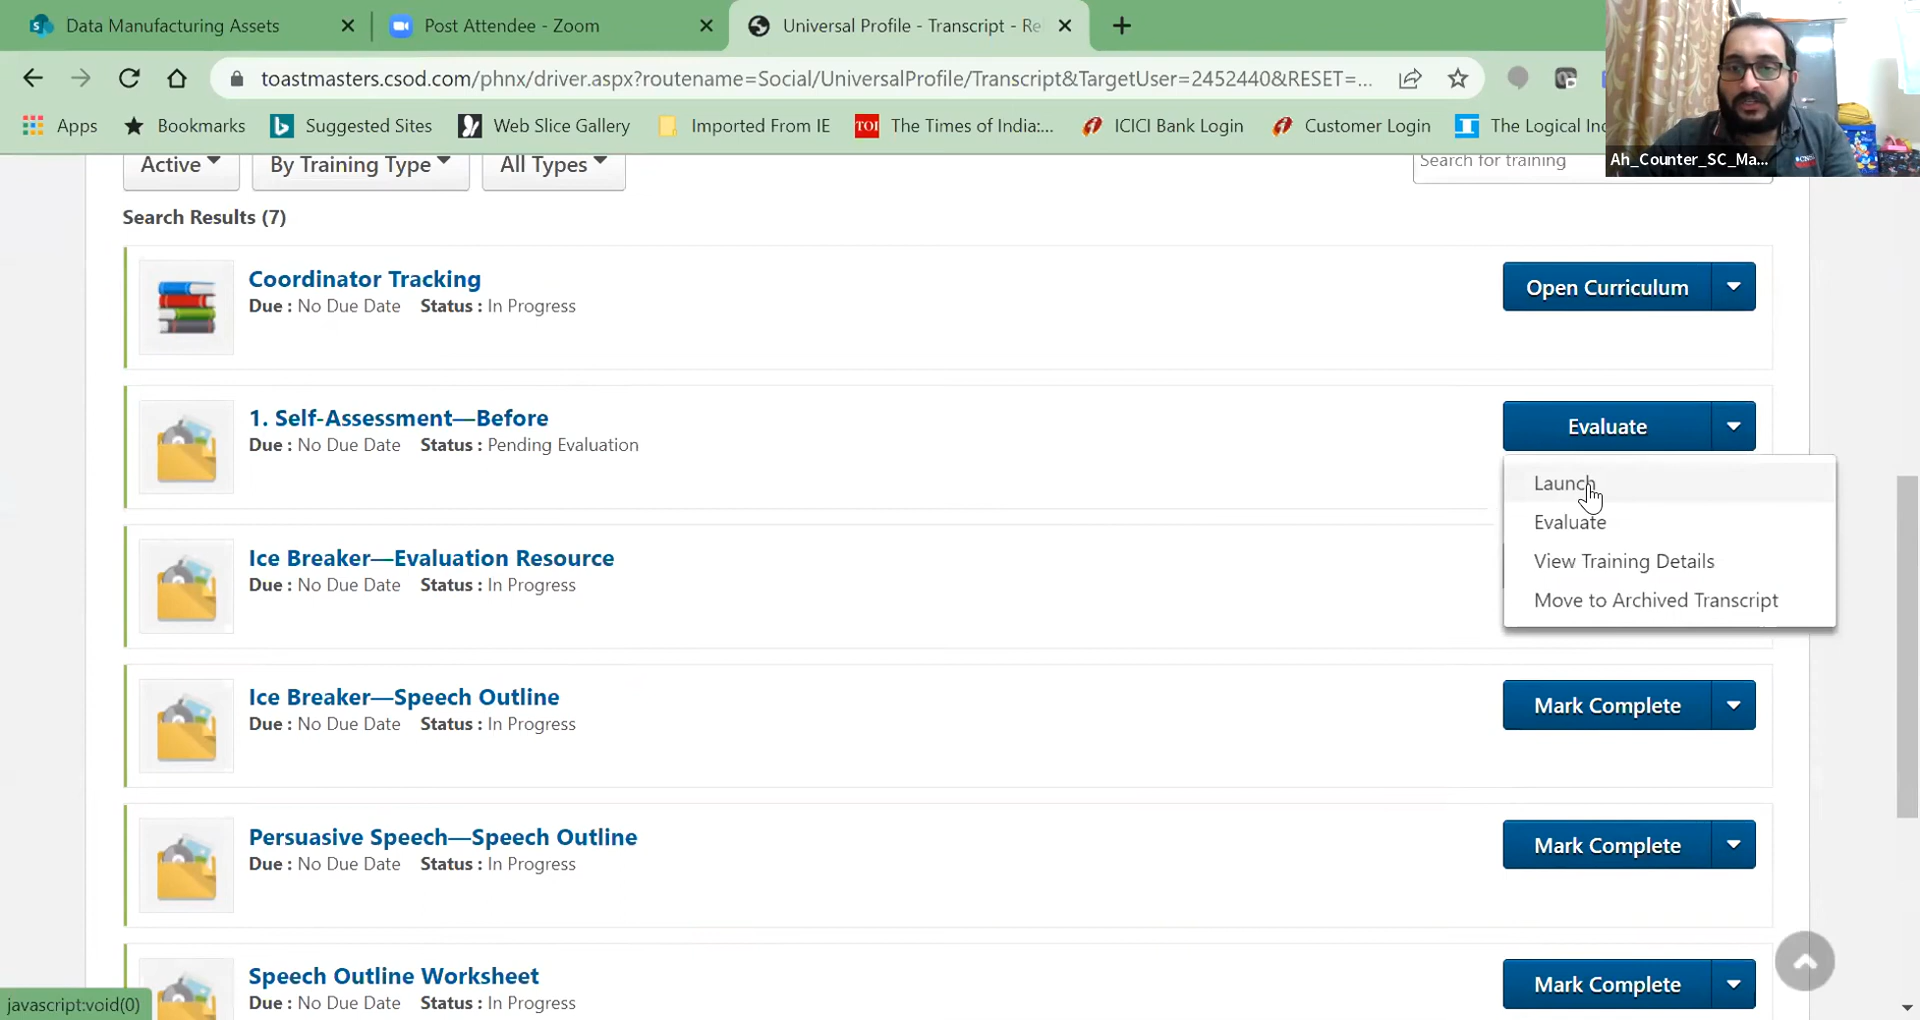 Data Manufacturing Assets
Post Attendee - Zoom
Universal Profile - Transcript - Re
toastmasters.csod.com/phnx/driver.aspx?routename=Social/UniversalProfile/Transcript&TargetUser=2452440&RESET=...
Apps
Bookmarks
Suggested Sites
Web Slice Gallery
Imported From IE
TOI
The Times of India:...
ICICI Bank Login
Customer Login
The Logical Inc
Ah_Counter_SC_Ma...
Active
By Training Type
All Types
Search for training
Search Results (7)
Coordinator Tracking
Due : No Due Date Status : In Progress
Open Curriculum
1. Self-Assessment—Before
Due : No Due Date Status : Pending Evaluation
Evaluate
Launch
Evaluate
View Training Details
Move to Archived Transcript
Ice Breaker—Evaluation Resource
Due : No Due Date Status : In Progress
Ice Breaker—Speech Outline
Due : No Due Date Status : In Progress
Mark Complete
Persuasive Speech—Speech Outline
Due : No Due Date Status : In Progress
Mark Complete
Speech Outline Worksheet
Due : No Due Date Status : In Progress
Mark Complete
javascript:void(0)